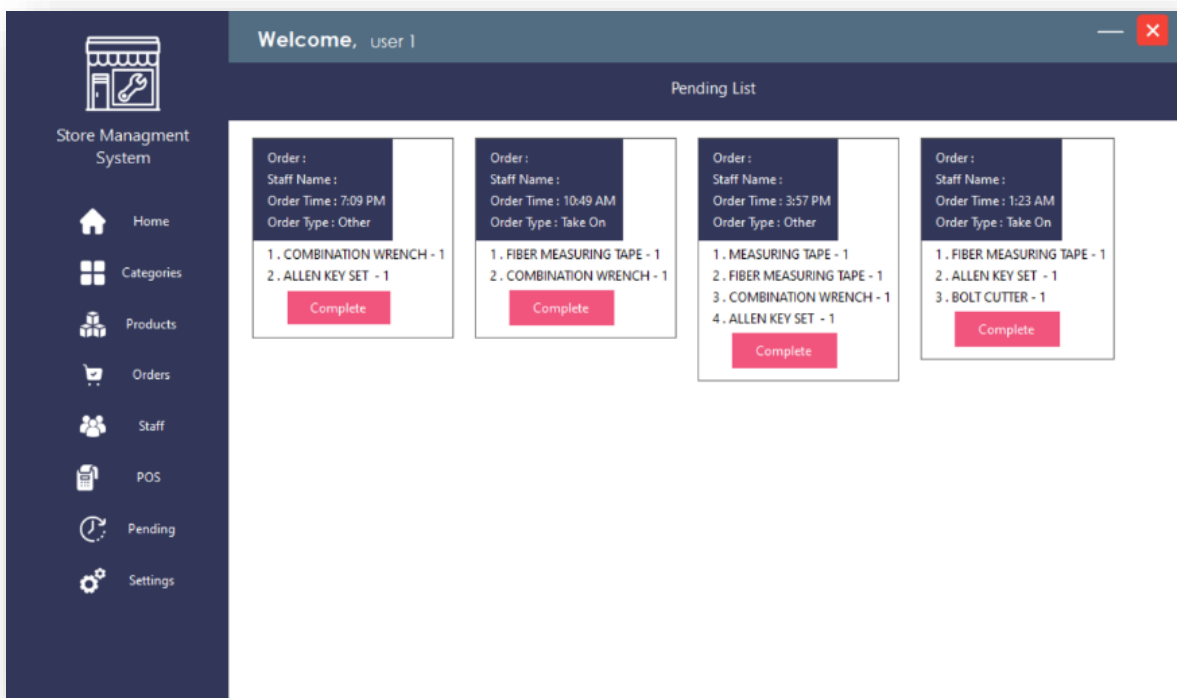 Welcome, user 1
Pending List
Store Managment
System
Home
Categories
Products
Orders
Staff
POS
Pending
Settings
Order :
Staff Name :
Order Time : 7:09 PM
Order Type : Other
1 . COMBINATION WRENCH - 1
2 . ALLEN KEY SET - 1
Complete
Order :
Staff Name :
Order Time : 10:49 AM
Order Type : Take On
1 . FIBER MEASURING TAPE - 1
2 . COMBINATION WRENCH - 1
Complete
Order :
Staff Name :
Order Time : 3:57 PM
Order Type : Other
1 . MEASURING TAPE - 1
2 . FIBER MEASURING TAPE - 1
3 . COMBINATION WRENCH - 1
4 . ALLEN KEY SET - 1
Complete
Order :
Staff Name :
Order Time : 1:23 AM
Order Type : Take On
1 . FIBER MEASURING TAPE - 1
2 . ALLEN KEY SET - 1
3 . BOLT CUTTER - 1
Complete